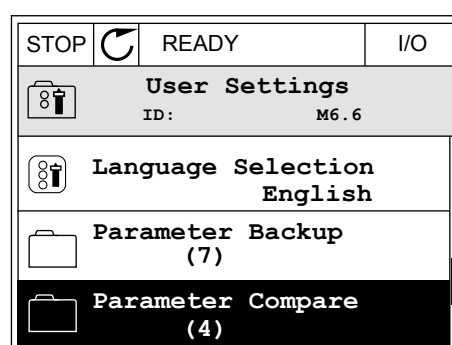 STOP READY I/O
User Settings
ID: M6.6
Language Selection
English
Parameter Backup
(7)
Parameter Compare
(4)